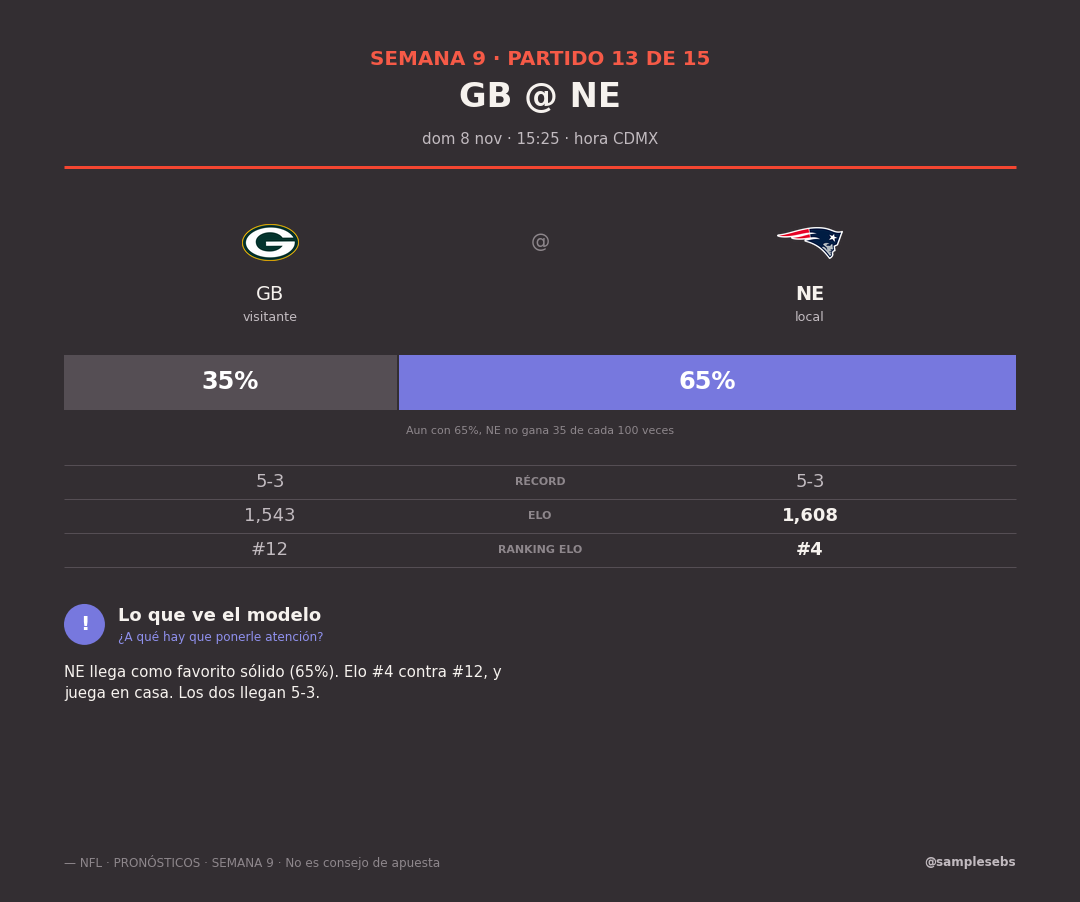 SEMANA 9 · PARTIDO 13 DE 15
GB @ NE
dom 8 nov · 15:25 · hora CDMX
G
@
GB
NE
visitante
local
35%
65%
Aun con 65%, NE no gana 35 de cada 100 veces
5-3 RÉCORD 5-3
1,543 ELO 1,608
#12 RANKING ELO #4
!
Lo que ve el modelo
¿A qué hay que ponerle atención?
NE llega como favorito sólido (65%). Elo #4 contra #12, y
juega en casa. Los dos llegan 5-3.
— NFL · PRONÓSTICOS · SEMANA 9 · No es consejo de apuesta
@samplesebs